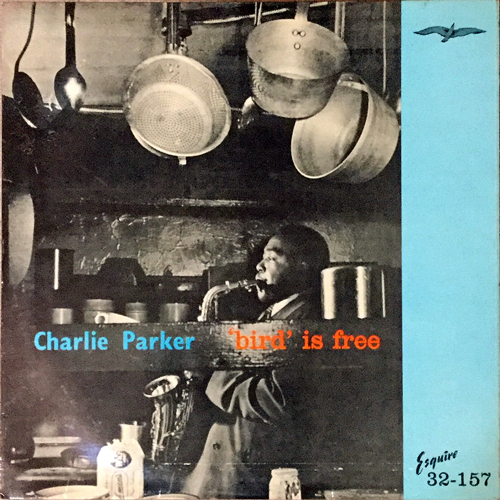 Charlie Parker 'bird' is free
Esquire
32-157